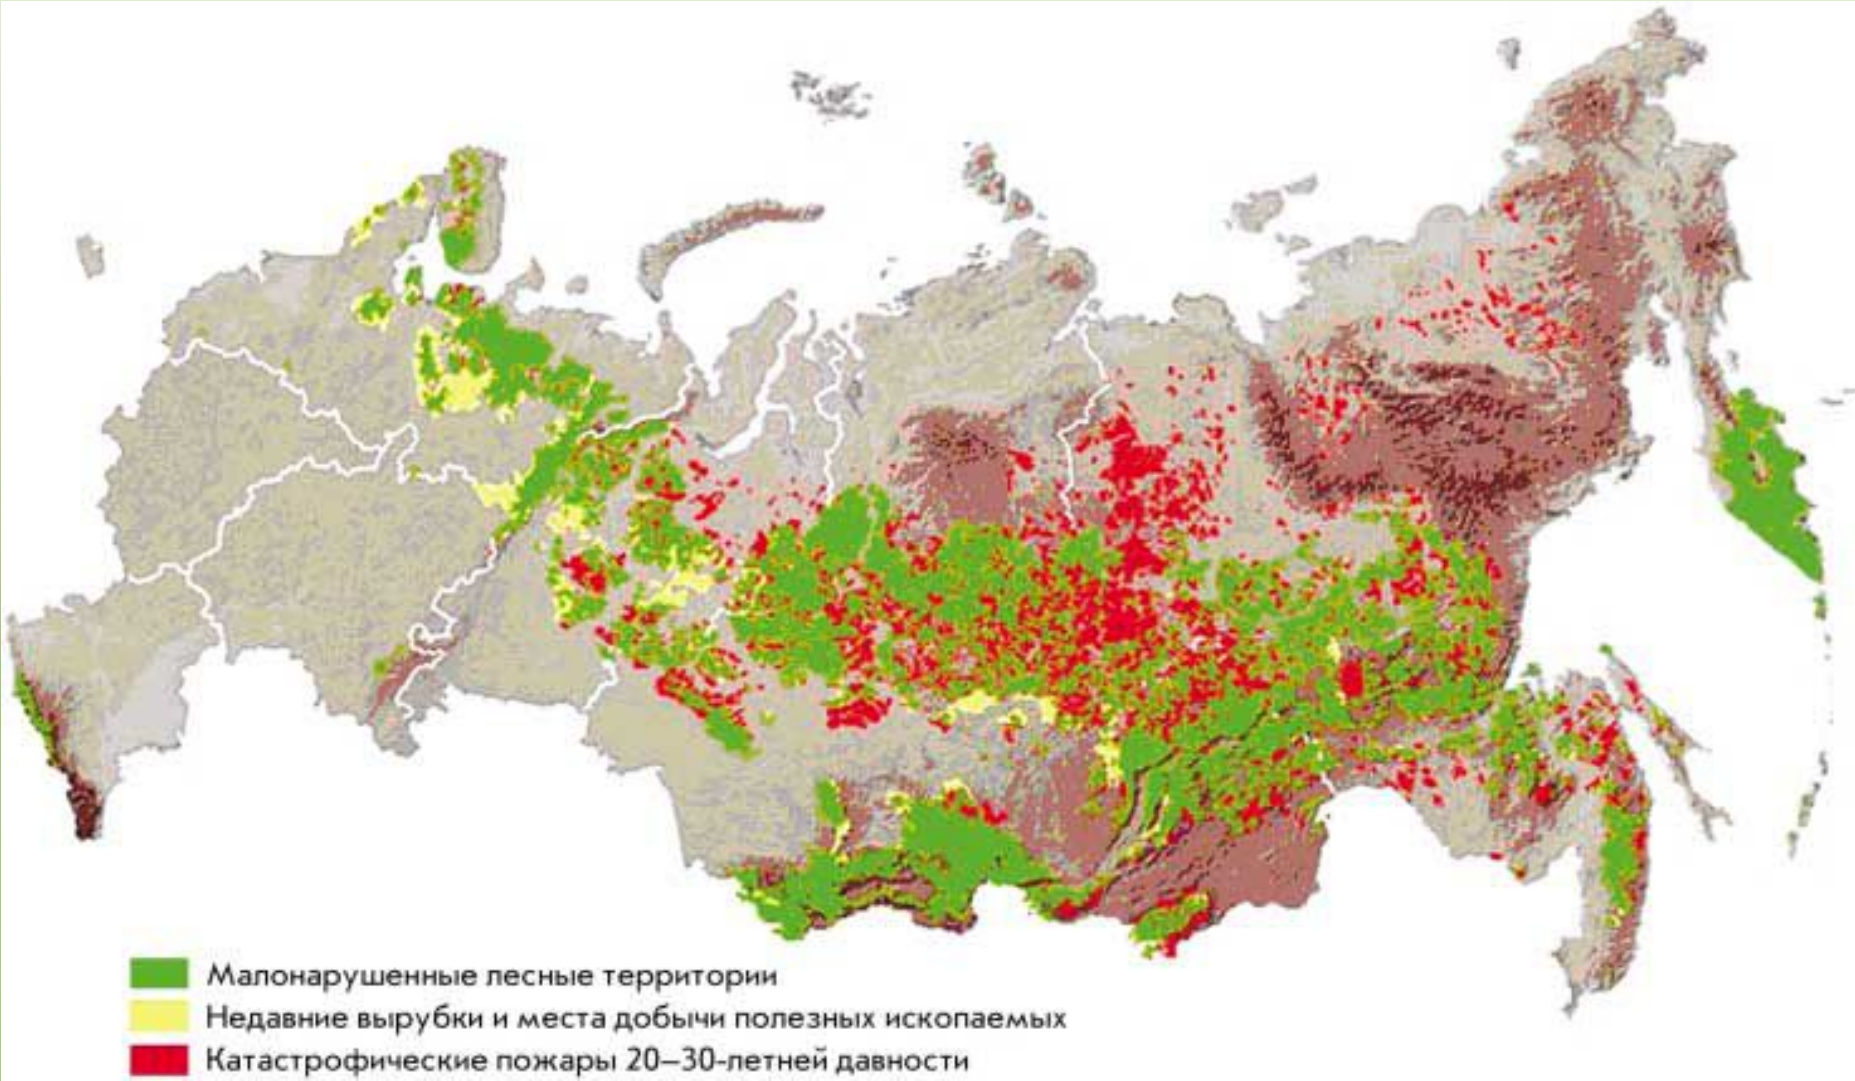 Малонарушенные лесные территории
Недавние вырубки и места добычи полезных ископаемых
Катастрофические пожары 20–30-летней давности